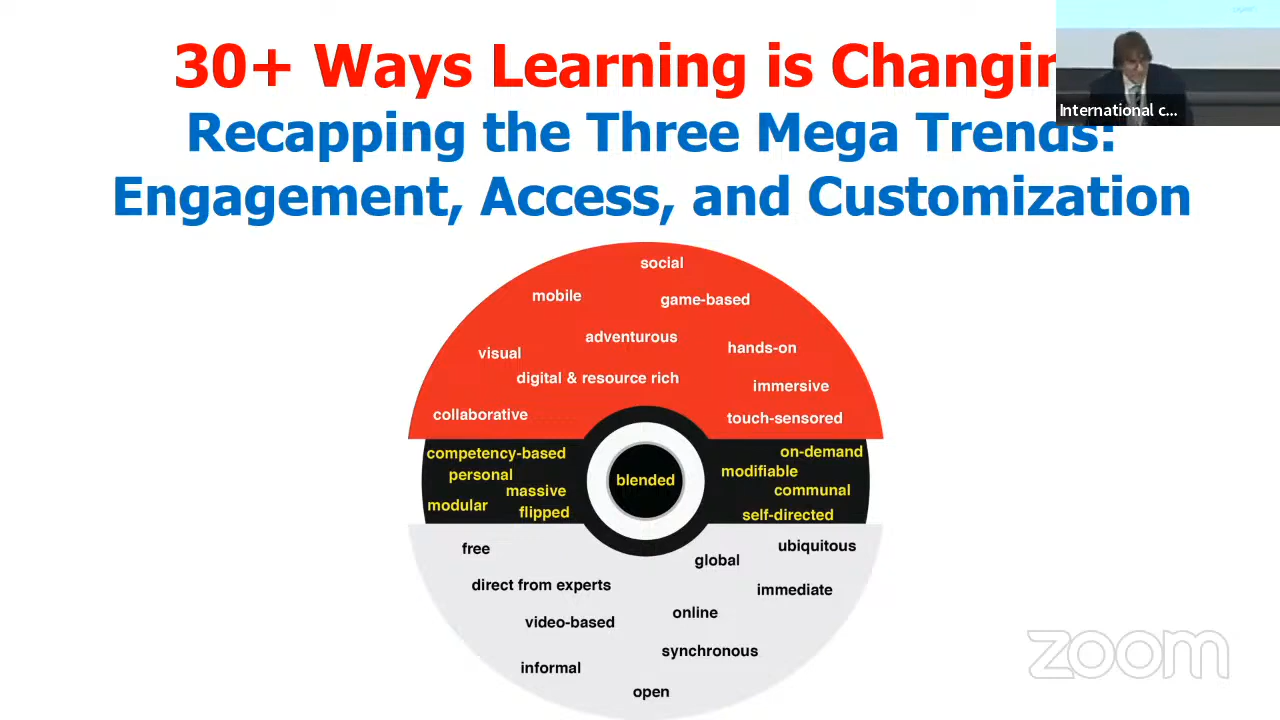 30+ Ways Learning is Changin
Recapping the Three Mega Trends:
Engagement, Access, and Customization
International c...
social
mobile
game-based
adventurous
hands-on
visual
digital & resource rich
immersive
collaborative
touch-sensored
competency-based
on-demand
personal
modifiable
massive
communal
modular
flipped
self-directed
blended
free
ubiquitous
global
direct from experts
immediate
online
video-based
synchronous
informal
open
zoom